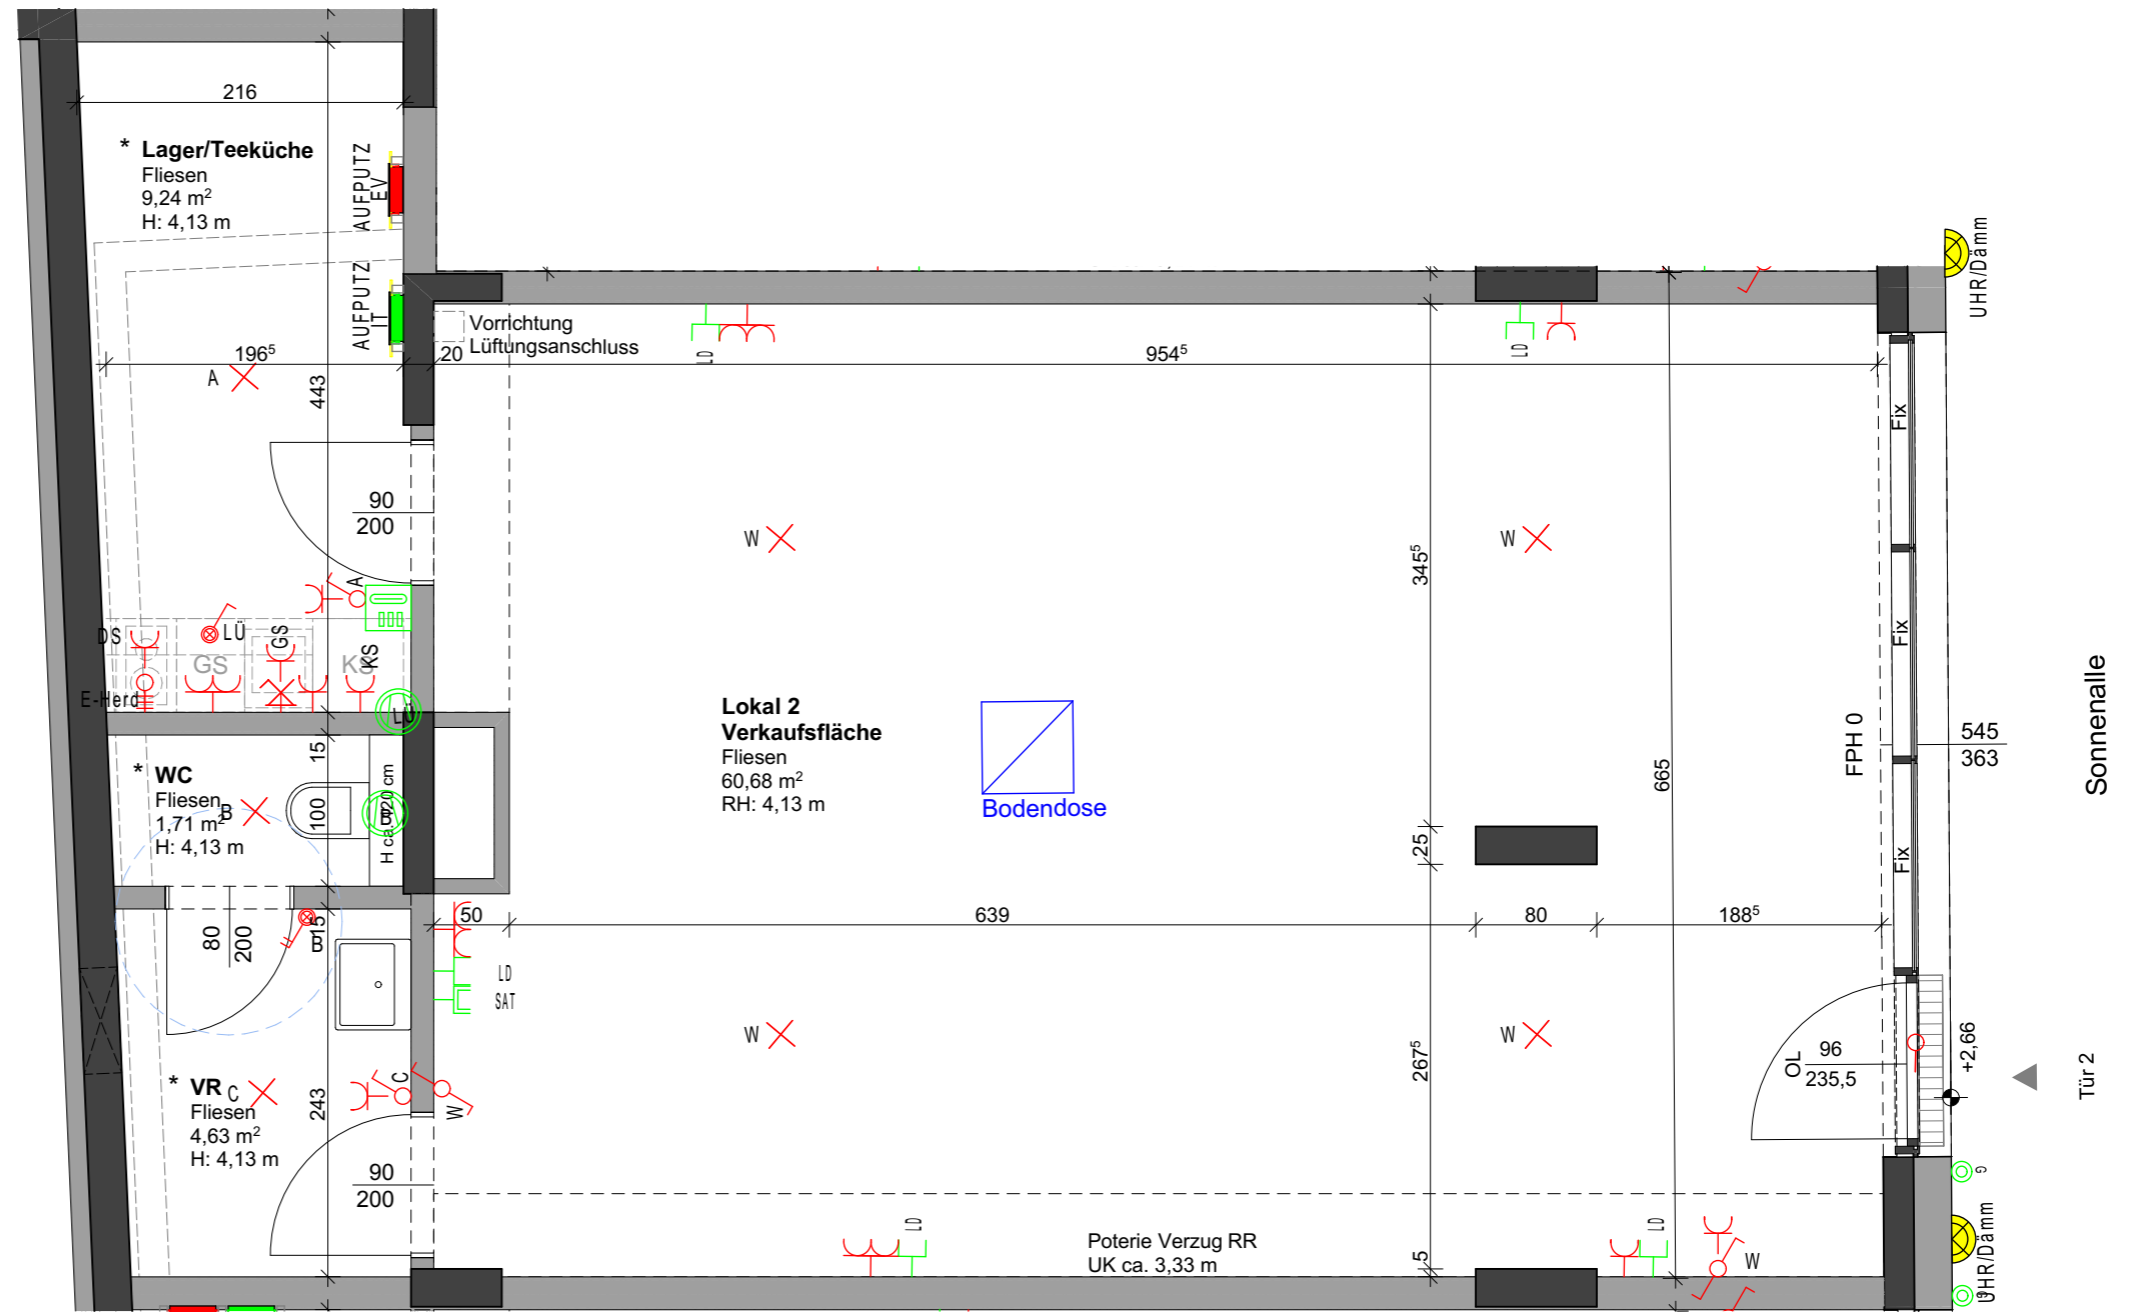 216
* Lager/Teeküche
Fliesen
9,24 m²
H: 4,13 m
AUFPUTZ
EV
AUFPUTZ
IT
Vorrichtung
Lüftungsanschluss
LD
LD
UHR/Dämm
196⁵
20
954⁵
A
443
Fix
90
200
W
W
345⁵
A
DS
LÜ
GS
GS
KS
KS
E-Herd
LÜ
Fix
Lokal 2
Verkaufsfläche
Fliesen
60,68 m²
RH: 4,13 m
Bodendose
665
FPH 0
545
363
Sonnenalle
15
* WC
Fliesen
1,71 m²
H: 4,13 m
B
100
B
25
Fix
50
639
80
188⁵
15
B
80
200
LD
SAT
W
W
267⁵
OL
96
235,5
+2,66
Tür 2
* VR
C
Fliesen
4,63 m²
H: 4,13 m
243
C
W
90
200
LD
Poterie Verzug RR
UK ca. 3,33 m
5
LD
W
G
UHR/Dämm